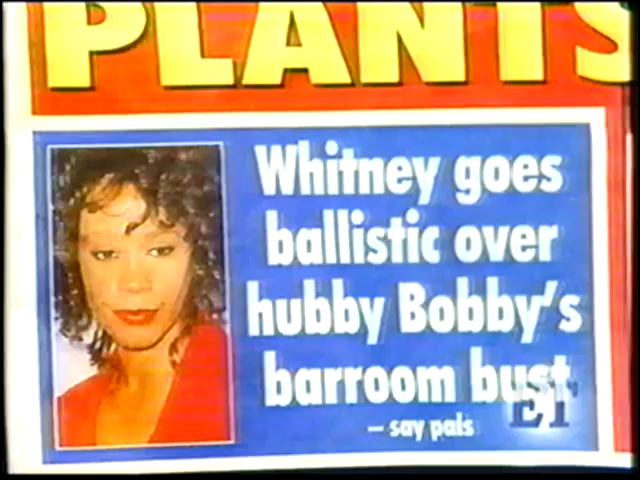 PLANTS
Whitney goes
ballistic over
hubby Bobby's
barroom bust
– say pals
ET